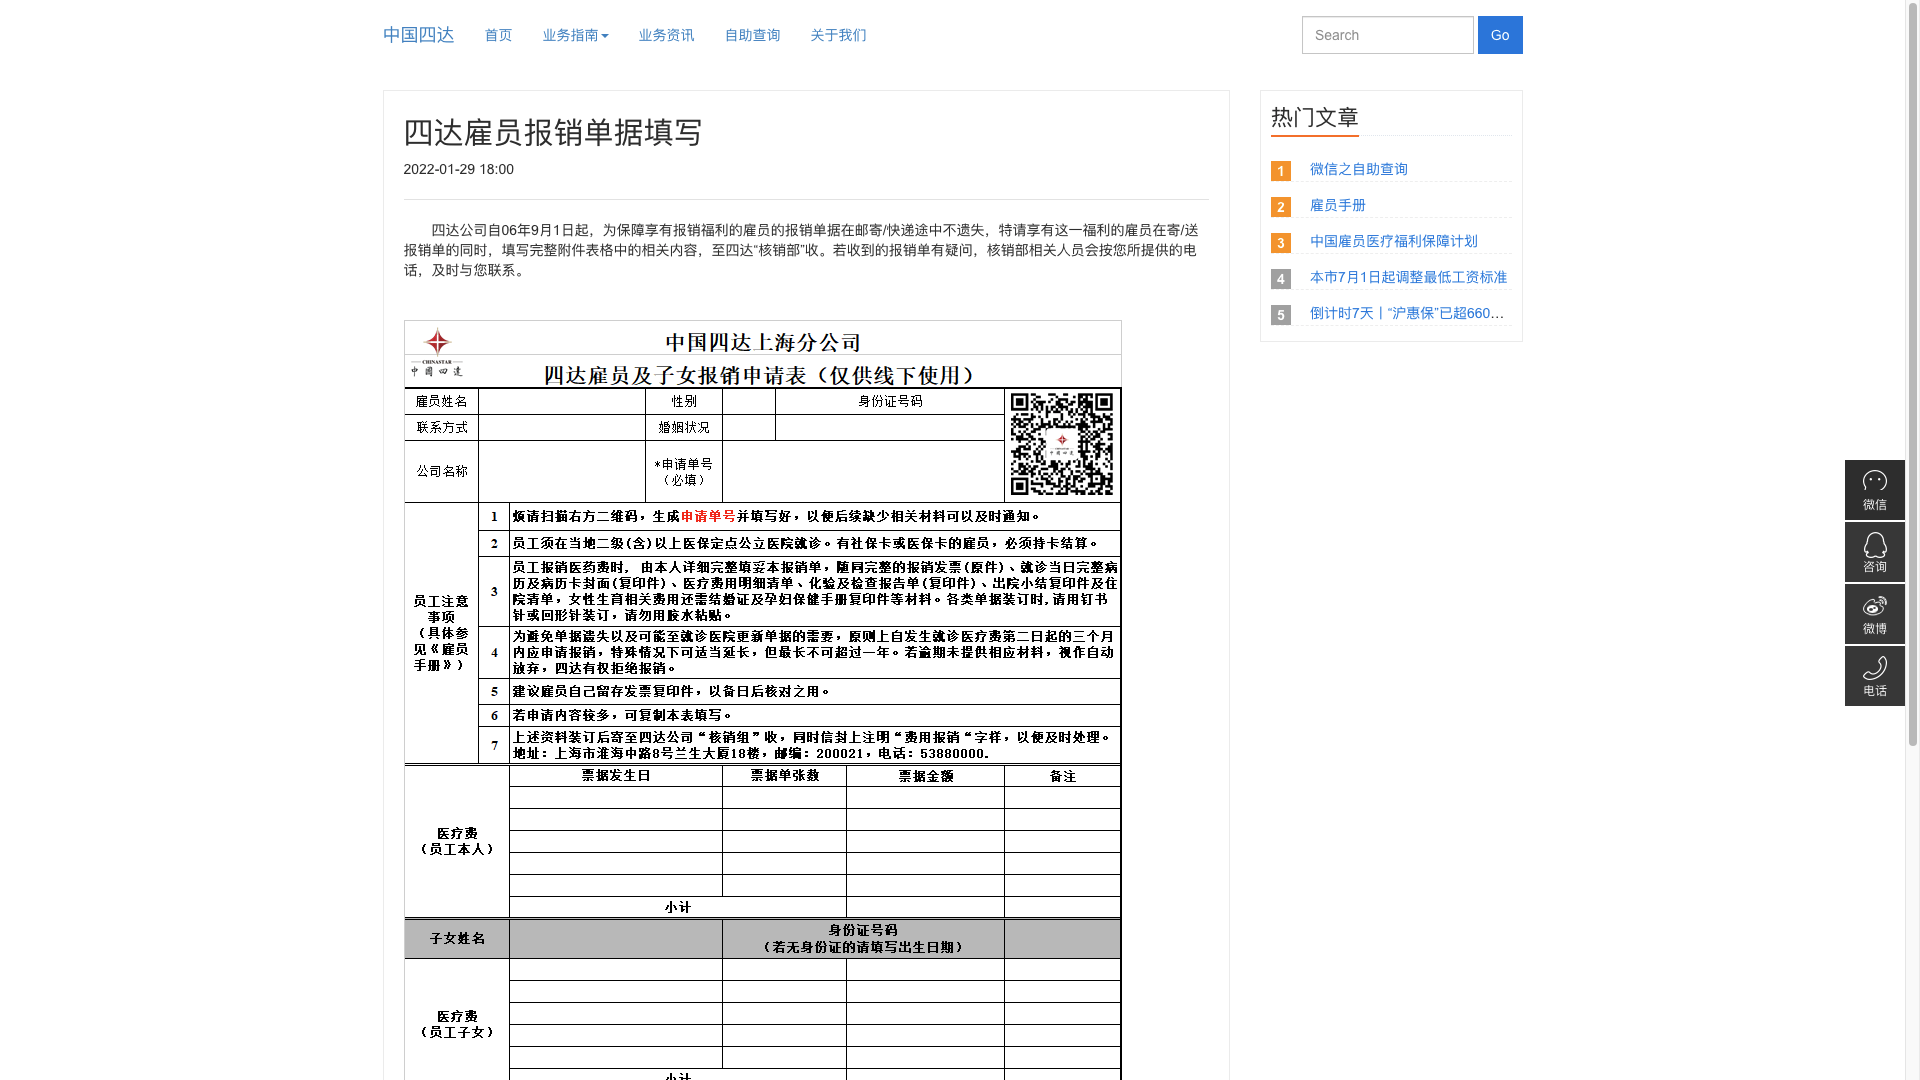 中国四达
首页
业务指南
业务资讯
自助查询
关于我们
Search
Go
四达雇员报销单据填写
2022-01-29 18:00
四达公司自06年9月1日起，为保障享有报销福利的雇员的报销单据在邮寄/快递途中不遗失，特请享有这一福利的雇员在寄/送
报销单的同时，填写完整附件表格中的相关内容，至四达“核销部”收。若收到的报销单有疑问，核销部相关人员会按您所提供的电
话，及时与您联系。
CHINASTAR
中国四达
中国四达上海分公司
四达雇员及子女报销申请表（仅供线下使用）
雇员姓名
性别
身份证号码
联系方式
婚姻状况
公司名称
*申请单号
（必填）
员工注意
事项
（具体参
见《雇员
手册》）
1 烦请扫描右方二维码，生成申请单号并填写好，以便后续缺少相关材料可以及时通知。
2 员工须在当地二级(含)以上医保定点公立医院就诊。有社保卡或医保卡的雇员，必须持卡结算。
3 员工报销医药费时, 由本人详细完整填妥本报销单，随同完整的报销发票(原件)、就诊当日完整病
历及病历卡封面(复印件)、医疗费用明细清单、化验及检查报告单(复印件)、出院小结复印件及住
院清单，女性生育相关费用还需结婚证及孕妇保健手册复印件等材料。各类单据装订时,请用钉书
针或回形针装订，请勿用胶水粘贴。
4 为避免单据遗失以及可能至就诊医院更新单据的需要，原则上自发生就诊医疗费第二日起的三个月
内应申请报销，特殊情况下可适当延长，但最长不可超过一年。若逾期未提供相应材料，视作自动
放弃，四达有权拒绝报销。
5 建议雇员自己留存发票复印件，以备日后核对之用。
6 若申请内容较多，可复制本表填写。
7 上述资料装订后寄至四达公司“核销组”收，同时信封上注明“费用报销“字样，以便及时处理。
地址：上海市淮海中路8号兰生大厦18楼，邮编：200021，电话：53880000.
票据发生日
票据单张数
票据金额
备注
医疗费
（员工本人）
小计
子女姓名
身份证号码
（若无身份证的请填写出生日期）
医疗费
（员工子女）
小计
热门文章
1 微信之自助查询
2 雇员手册
3 中国雇员医疗福利保障计划
4 本市7月1日起调整最低工资标准
5 倒计时7天丨“沪惠保”已超660...
微信
咨询
微博
电话